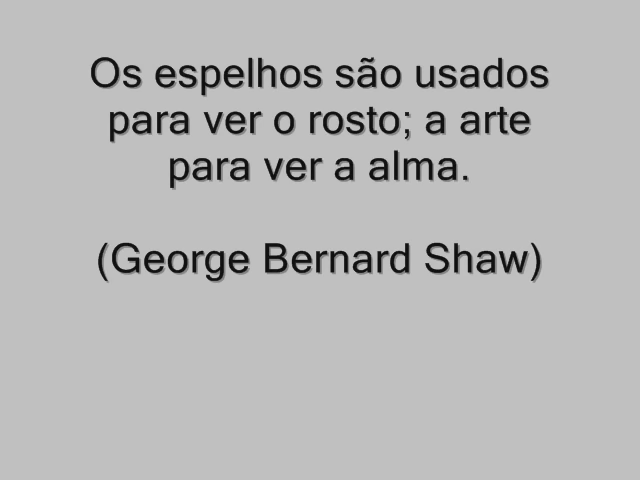 Os espelhos são usados
para ver o rosto; a arte
para ver a alma.
(George Bernard Shaw)